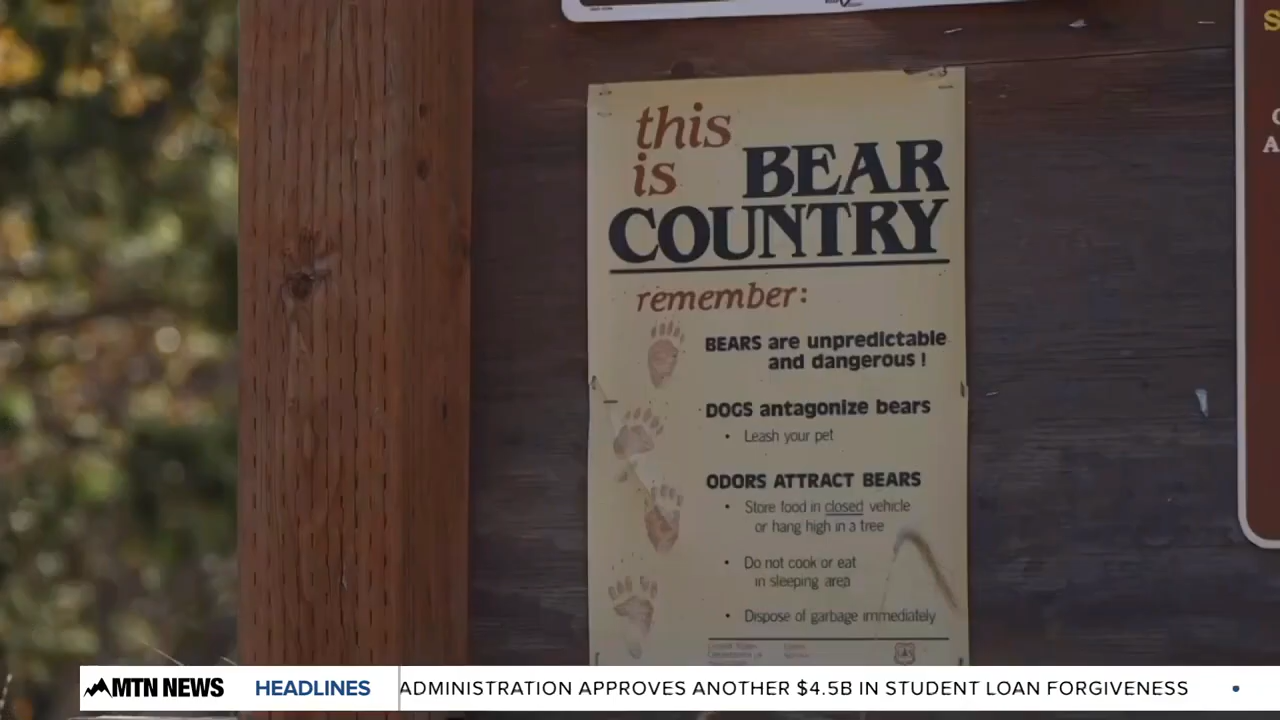 this
is BEAR
COUNTRY
remember:
BEARS are unpredictable
and dangerous!
DOGS antagonize bears
• Leash your pet
ODORS ATTRACT BEARS
• Store food in closed vehicle
or hang high in a tree
• Do not cook or eat
in sleeping area
• Dispose of garbage immediately
MTN NEWS HEADLINES ADMINISTRATION APPROVES ANOTHER $4.5B IN STUDENT LOAN FORGIVENESS •